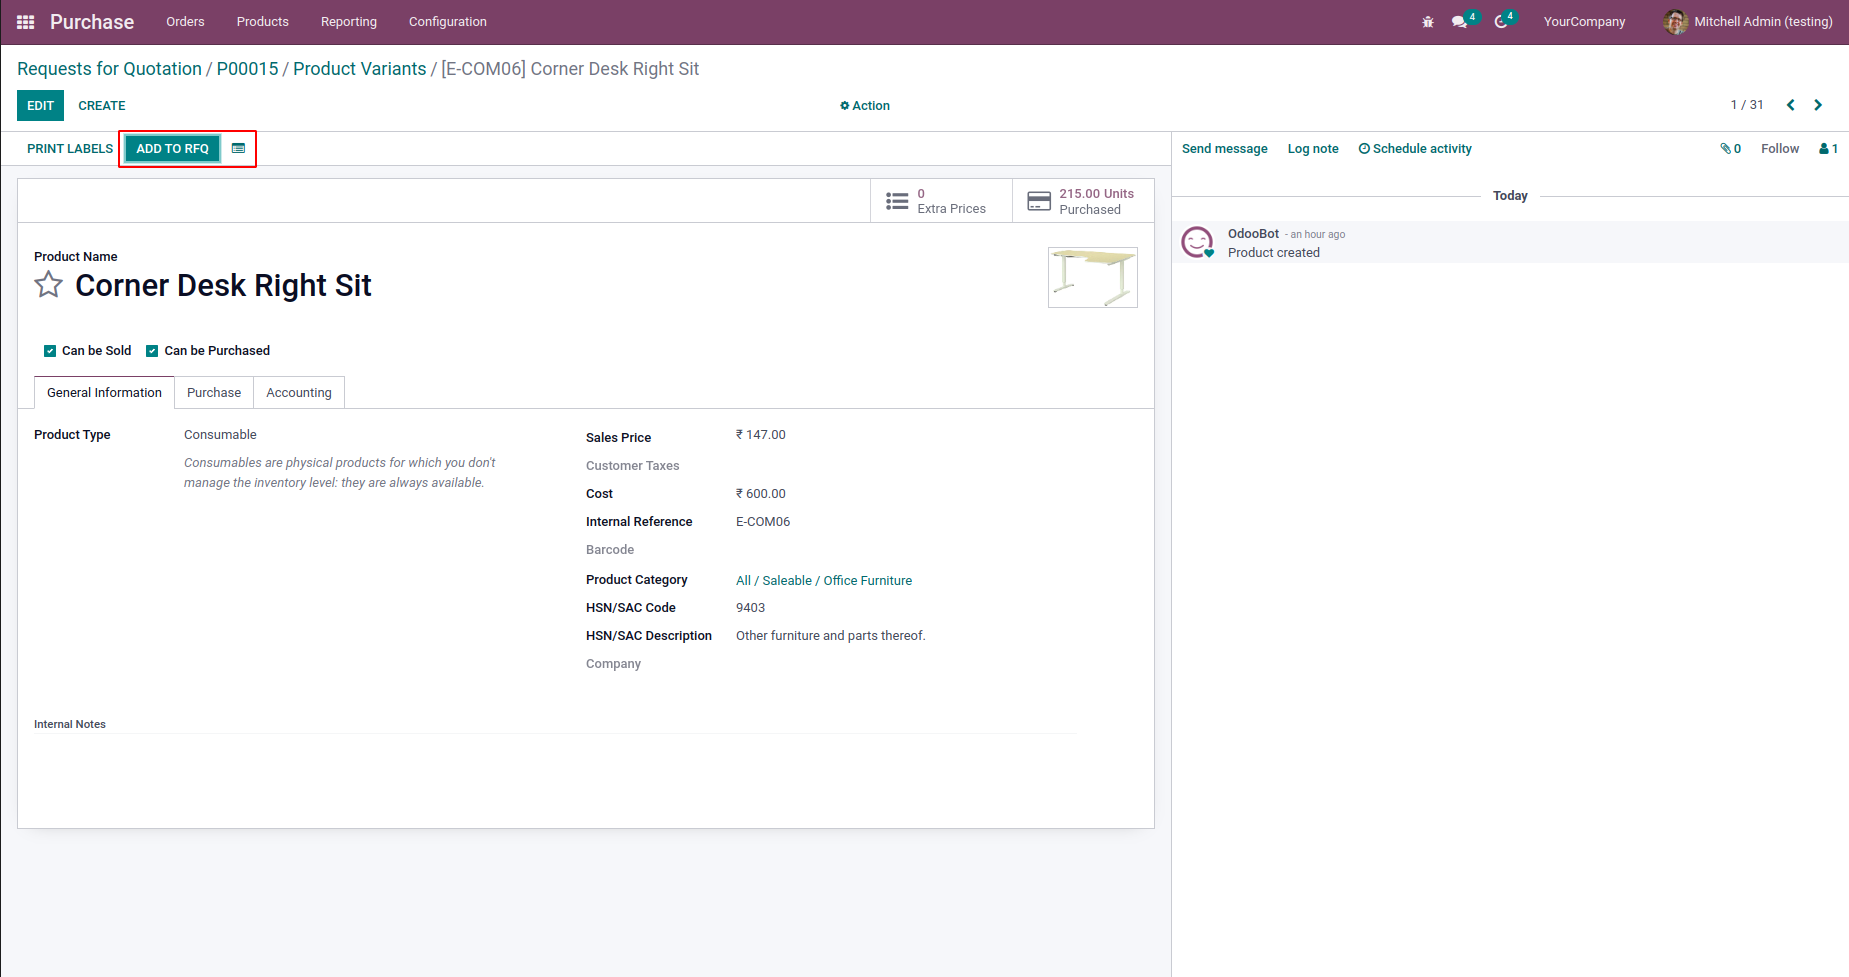 Purchase Orders Products Reporting Configuration 4 4 YourCompany Mitchell Admin (testing)
Requests for Quotation / P00015 / Product Variants / [E-COM06] Corner Desk Right Sit
EDIT CREATE Action 1 / 31
PRINT LABELS ADD TO RFQ
Send message Log note Schedule activity 0 Follow 1
0
Extra Prices
215.00 Units
Purchased
Today
OdooBot - an hour ago
Product created
Product Name
Corner Desk Right Sit
Can be Sold Can be Purchased
General Information Purchase Accounting
Product Type Consumable
Consumables are physical products for which you don't
manage the inventory level: they are always available.
Sales Price ₹ 147.00
Customer Taxes
Cost ₹ 600.00
Internal Reference E-COM06
Barcode
Product Category All / Saleable / Office Furniture
HSN/SAC Code 9403
HSN/SAC Description Other furniture and parts thereof.
Company
Internal Notes